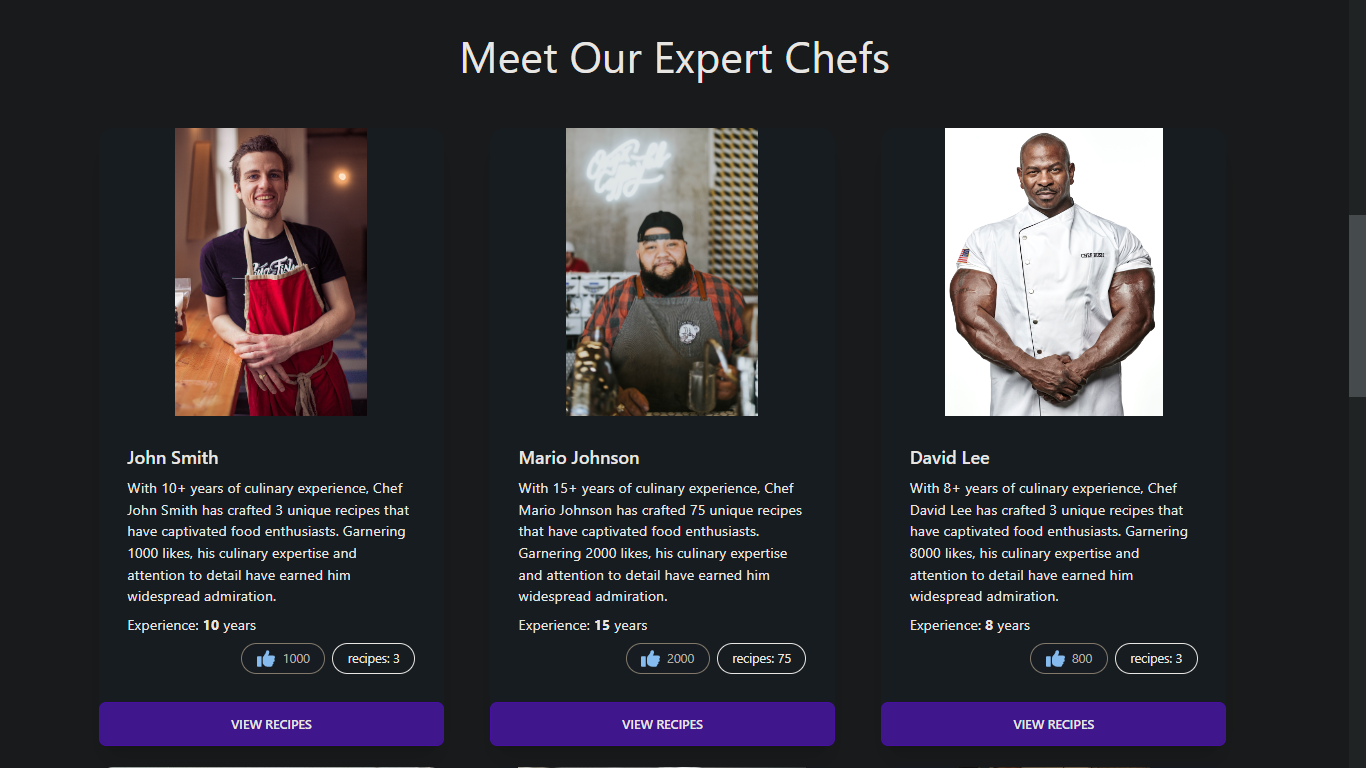 Meet Our Expert Chefs
CHEF RUSH
John Smith
With 10+ years of culinary experience, Chef
John Smith has crafted 3 unique recipes that
have captivated food enthusiasts. Garnering
1000 likes, his culinary expertise and
attention to detail have earned him
widespread admiration.
Experience: 10 years
1000
recipes: 3
VIEW RECIPES
Mario Johnson
With 15+ years of culinary experience, Chef
Mario Johnson has crafted 75 unique recipes
that have captivated food enthusiasts.
Garnering 2000 likes, his culinary expertise
and attention to detail have earned him
widespread admiration.
Experience: 15 years
2000
recipes: 75
VIEW RECIPES
David Lee
With 8+ years of culinary experience, Chef
David Lee has crafted 3 unique recipes that
have captivated food enthusiasts. Garnering
8000 likes, his culinary expertise and
attention to detail have earned him
widespread admiration.
Experience: 8 years
800
recipes: 3
VIEW RECIPES